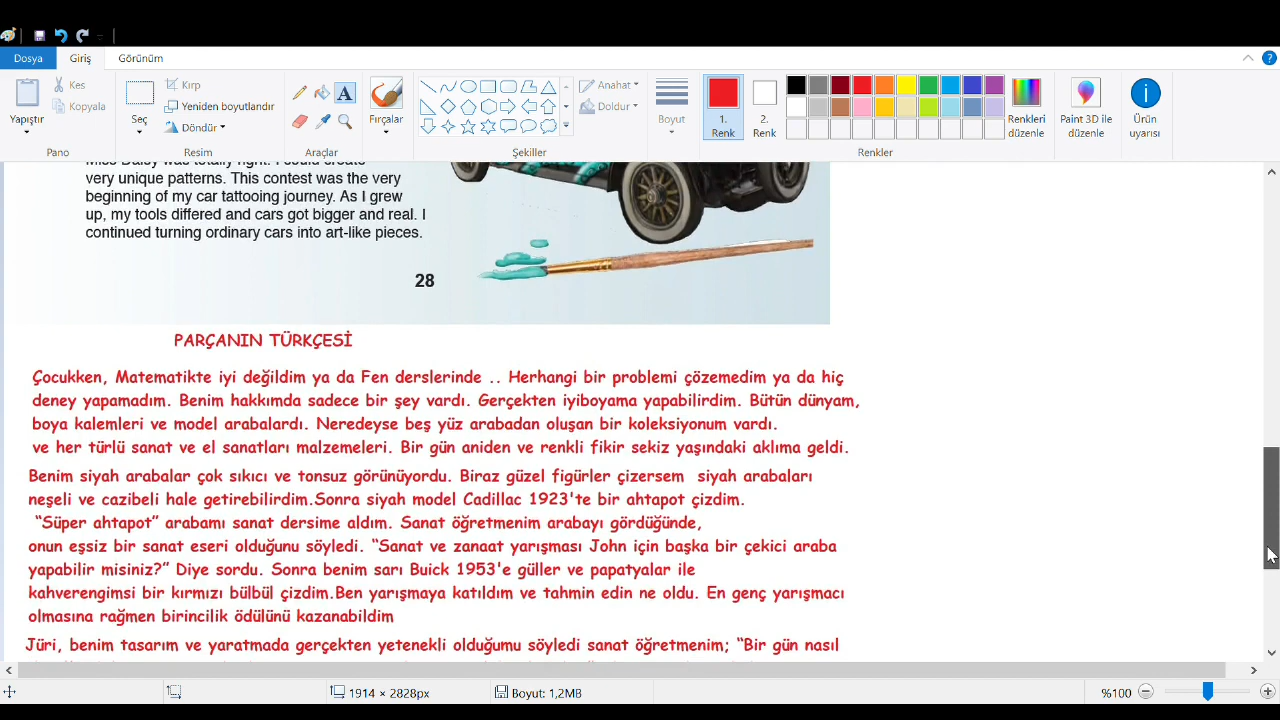 Dosya Giriş Görünüm
Yapıştır
Kes
Kopyala
Seç
Kırp
Yeniden boyutlandır
Döndür
Fırçalar
Anahat
Doldur
Boyut
1. Renk
2. Renk
Renkleri düzenle
Paint 3D ile düzenle
Ürün uyarısı
Pano Resim Araçlar Şekiller Renkler
Miss Daisy was totally right. I could create
very unique patterns. This contest was the very
beginning of my car tattooing journey. As I grew
up, my tools differed and cars got bigger and real. I
continued turning ordinary cars into art-like pieces.
28
PARÇANIN TÜRKÇESİ
Çocukken, Matematikte iyi değildim ya da Fen derslerinde .. Herhangi bir problemi çözemedim ya da hiç
deney yapamadım. Benim hakkımda sadece bir şey vardı. Gerçekten iyiboyama yapabilirdim. Bütün dünyam,
boya kalemleri ve model arabalardı. Neredeyse beş yüz arabadan oluşan bir koleksiyonum vardı.
ve her türlü sanat ve el sanatları malzemeleri. Bir gün aniden ve renkli fikir sekiz yaşındaki aklıma geldi.
Benim siyah arabalar çok sıkıcı ve tonsuz görünüyordu. Biraz güzel figürler çizersem siyah arabaları
neşeli ve cazibeli hale getirebilirdim.Sonra siyah model Cadillac 1923'te bir ahtapot çizdim.
“Süper ahtapot” arabamı sanat dersime aldım. Sanat öğretmenim arabayı gördüğünde,
onun eşsiz bir sanat eseri olduğunu söyledi. “Sanat ve zanaat yarışması John için başka bir çekici araba
yapabilir misiniz?” Diye sordu. Sonra benim sarı Buick 1953'e güller ve papatyalar ile
kahverengimsi bir kırmızı bülbül çizdim.Ben yarışmaya katıldım ve tahmin edin ne oldu. En genç yarışmacı
olmasına rağmen birincilik ödülünü kazanabildim
Jüri, benim tasarım ve yaratmada gerçekten yetenekli olduğumu söyledi sanat öğretmenim; “Bir gün nasıl
1914 × 2828px
Boyut: 1,2MB
%100